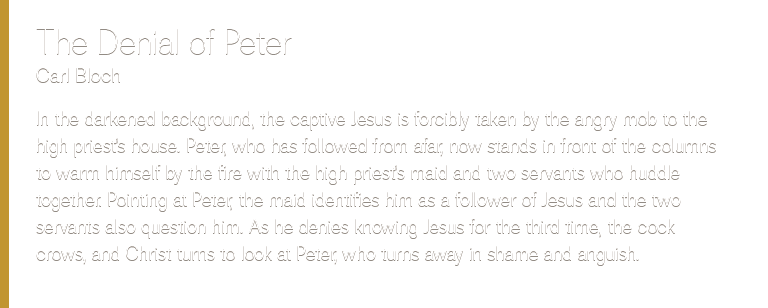 The Denial of Peter
Carl Bloch
In the darkened background, the captive Jesus is forcibly taken by the angry mob to the
high priest's house. Peter, who has followed from afar, now stands in front of the columns
to warm himself by the fire with the high priest's maid and two servants who huddle
together. Pointing at Peter, the maid identifies him as a follower of Jesus and the two
servants also question him. As he denies knowing Jesus for the third time, the cock
crows, and Christ turns to look at Peter, who turns away in shame and anguish.